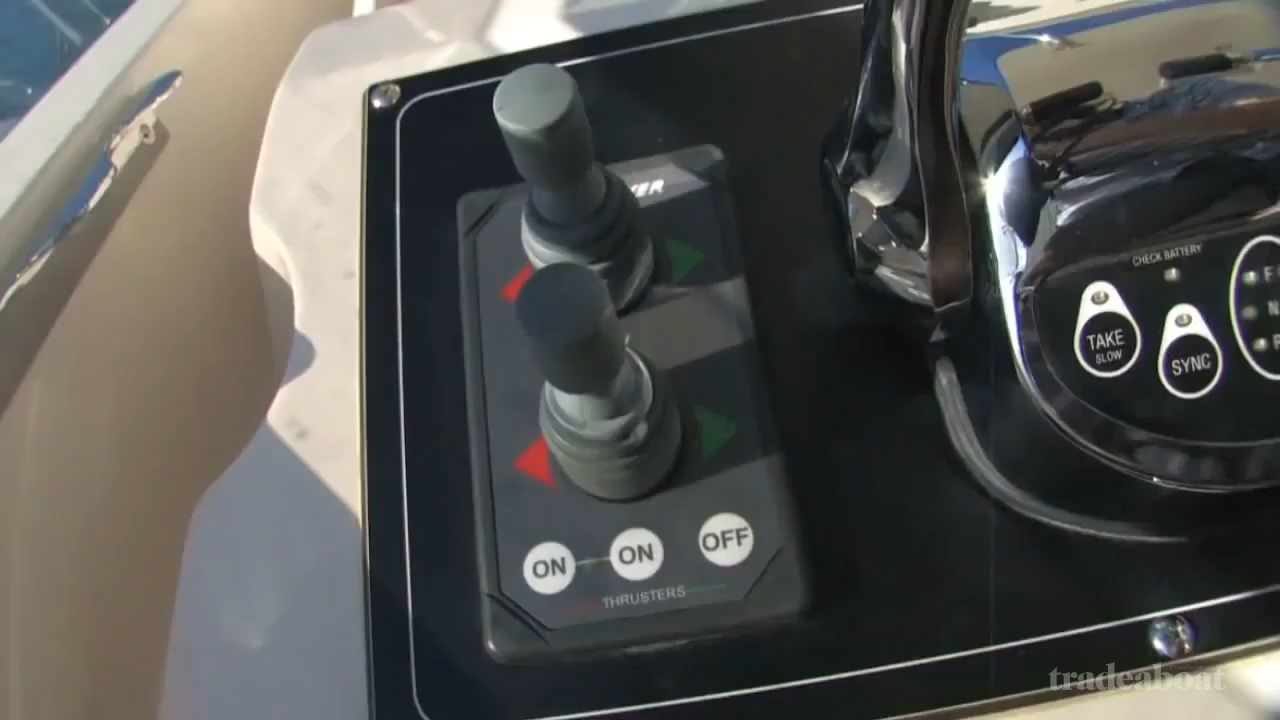 CHECK BATTERY
TAKE
SLOW
SYNC
ON
ON
OFF
THRUSTERS
tradeaboat